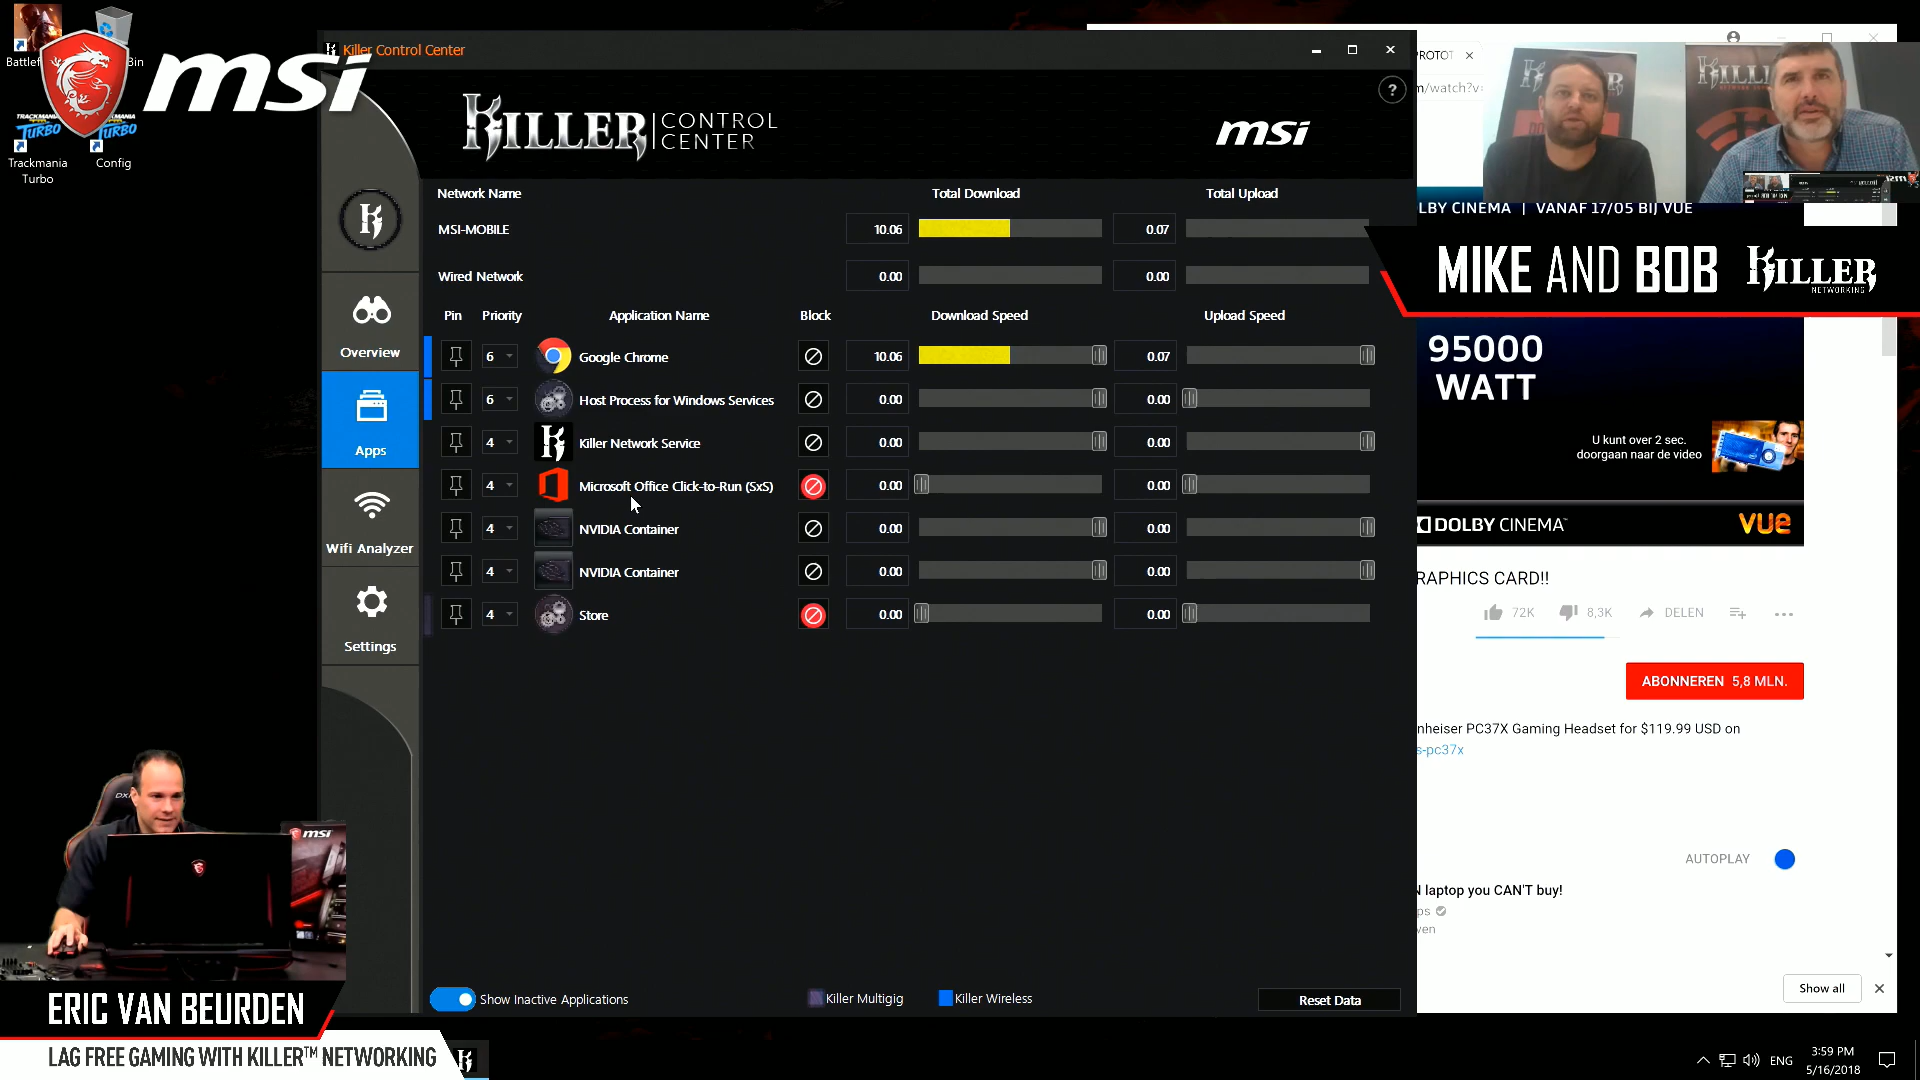 Battlef
Bin
msi
TRACKMANIA
TURBO
TURBO
Trackmania
Turbo
Config
Killer Control Center
KILLER CONTROL CENTER
msi
?
Network Name
Total Download
Total Upload
MSI-MOBILE
10.06
0.07
Wired Network
0.00
0.00
Pin
Priority
Application Name
Block
Download Speed
Upload Speed
6 Google Chrome 10.06 0.07
6 Host Process for Windows Services 0.00 0.00
4 Killer Network Service 0.00 0.00
4 Microsoft Office Click-to-Run (SxS) 0.00 0.00
4 NVIDIA Container 0.00 0.00
4 NVIDIA Container 0.00 0.00
4 Store 0.00 0.00
Overview
Apps
Wifi Analyzer
Settings
Show Inactive Applications
Killer Multigig
Killer Wireless
Reset Data
m/watch?v=
LBY CINEMA | VANAF 17/05 BIJ VUE
MIKE AND BOB
KILLER
NETWORKING
95000
WATT
U kunt over 2 sec.
doorgaan naar de video
DOLBY CINEMA
vue
RAPHICS CARD!!
72K
8,3K
DELEN
ABONNEREN 5,8 MLN.
nheiser PC37X Gaming Headset for $119.99 USD on
s-pc37x
AUTOPLAY
N laptop you CAN'T buy!
ps
ven
Show all
msi
ERIC VAN BEURDEN
LAG FREE GAMING WITH KILLER™ NETWORKING
ENG
3:59 PM
5/16/2018